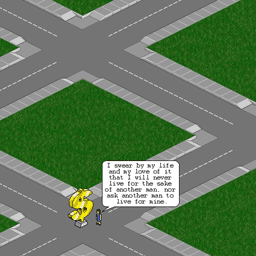 I swear by my life
and my love of it
that I will never
live for the sake
of another man, nor
ask another man to
live for mine.